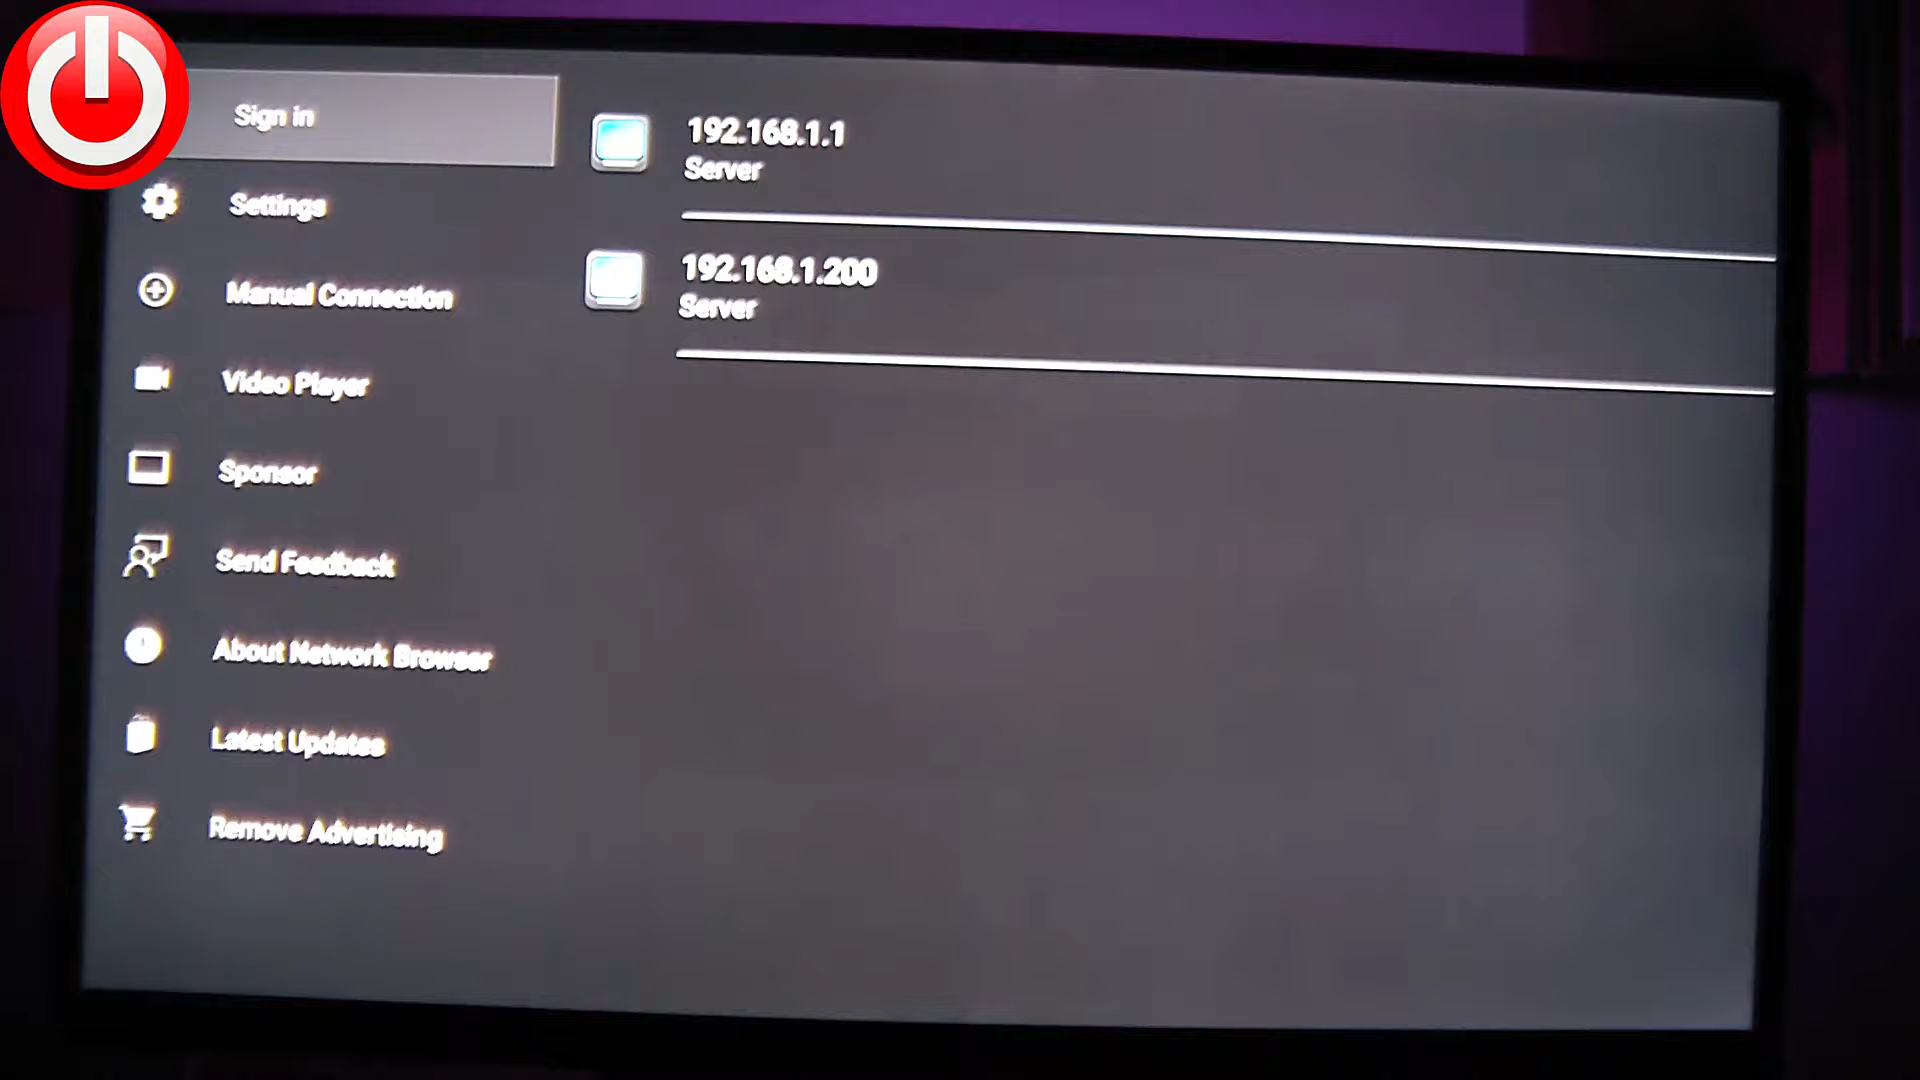 Sign in
Settings
Manual Connection
Video Player
Sponsor
Send Feedback
About Network Browser
Latest Updates
Remove Advertising
192.168.1.1
Server
192.168.1.200
Server